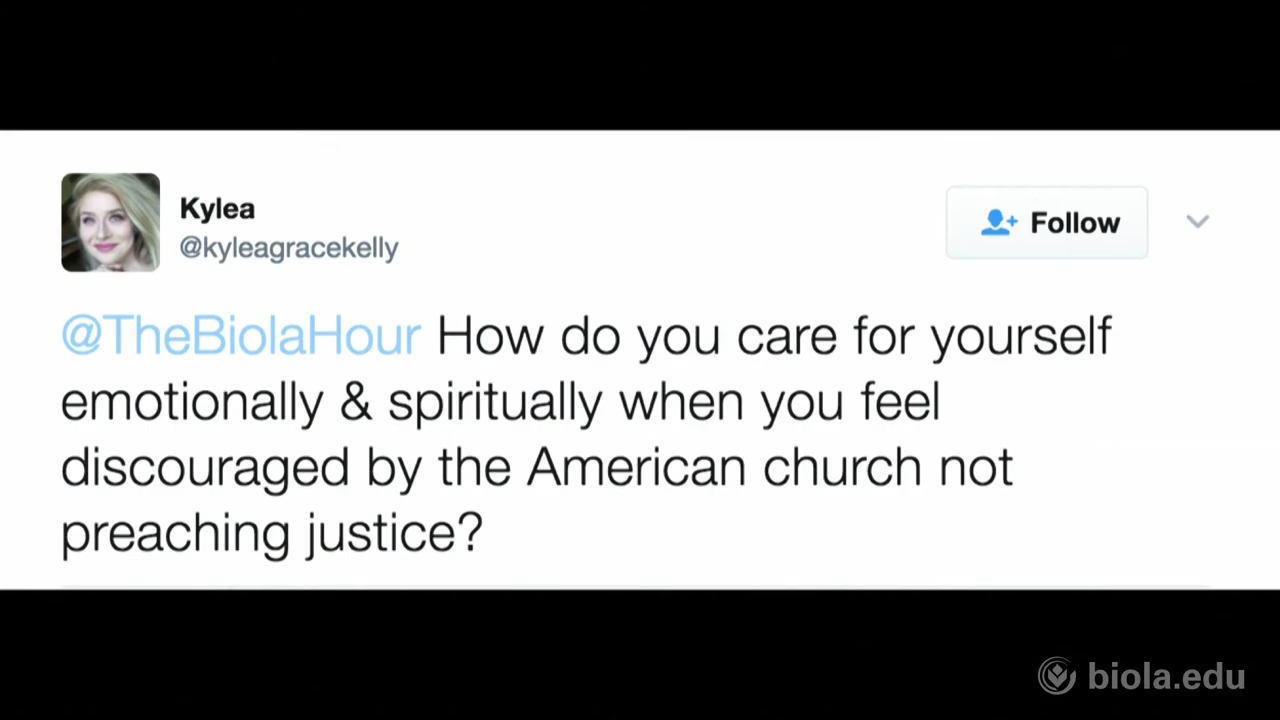 Kylea
@kyleagracekelly
Follow
@TheBiolaHour How do you care for yourself
emotionally & spiritually when you feel
discouraged by the American church not
preaching justice?
biola.edu